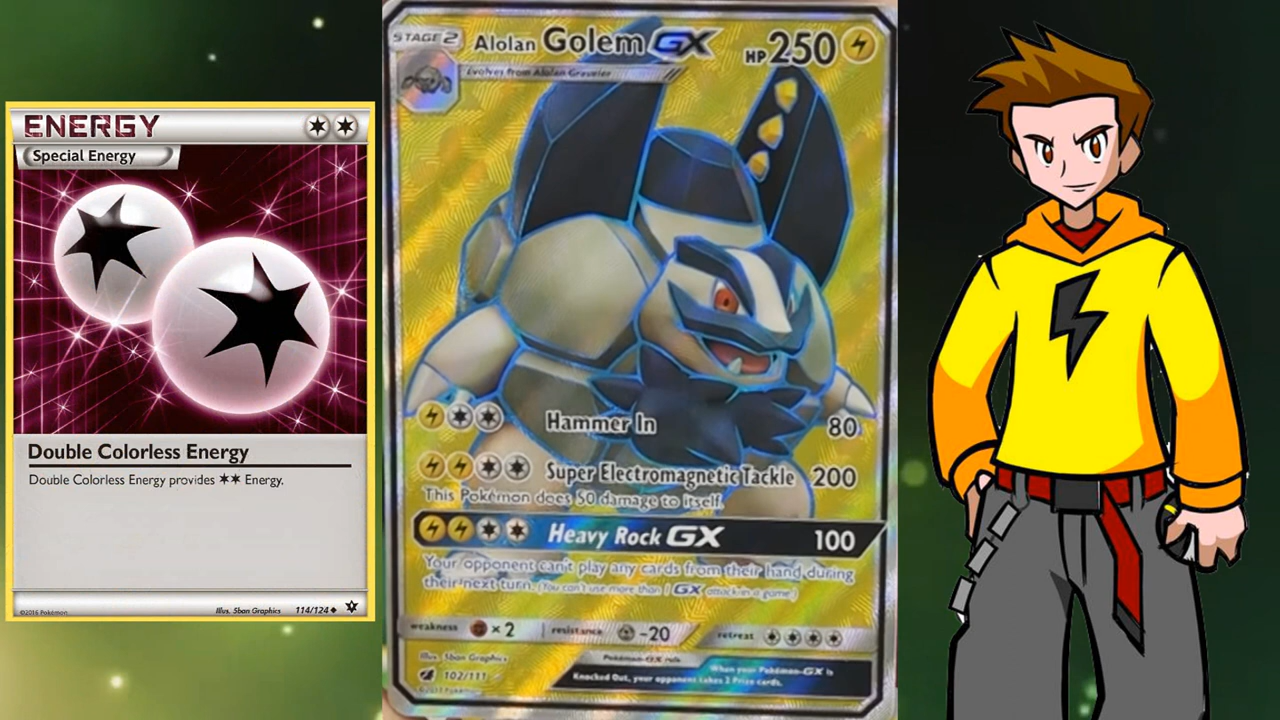 ENERGY
Special Energy
Double Colorless Energy
Double Colorless Energy provides ✶✶ Energy.
©2016 Pokémon
Illus. 5ban Graphics
114/124
STAGE 2
Alolan Golem GX
HP 250
Evolves from Alolan Graveler
Hammer In 80
Super Electromagnetic Tackle 200
This Pokémon does 50 damage to itself.
Heavy Rock GX 100
Your opponent can't play any cards from their hand during
their next turn. (You can't use more than 1 GX attack in a game.)
weakness ×2 resistance -20 retreat
Illus. 5ban Graphics
Pokémon-GX rule
When your Pokémon-GX is
Knocked Out, your opponent takes 2 Prize cards.
102/111
©2017 Pokémon